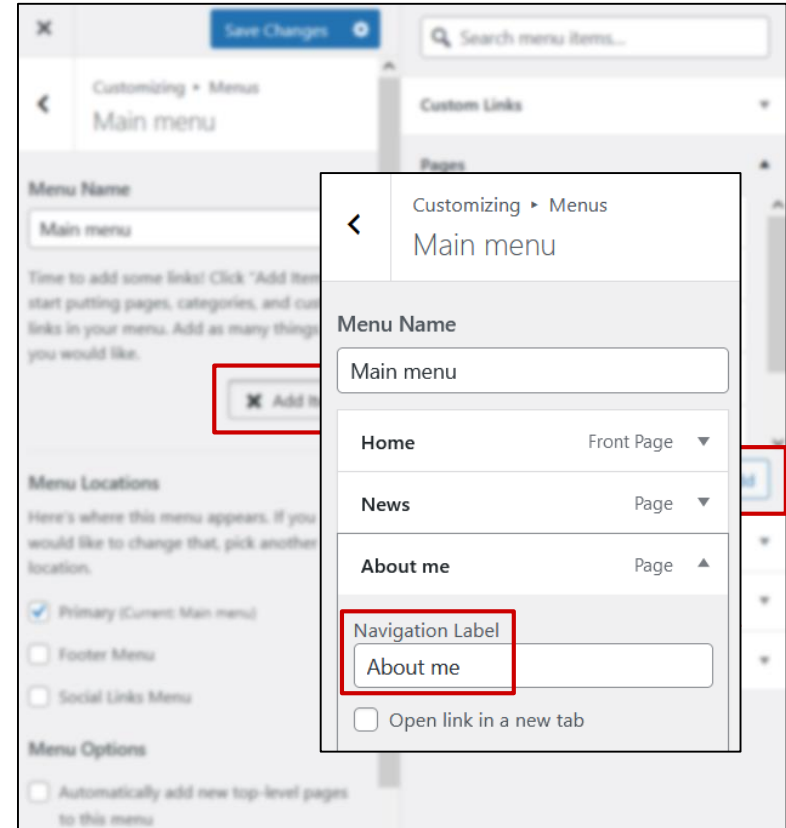 Save Changes
Customizing ▸ Menus
Main menu
Menu Name
Main menu
Time to add some links! Click "Add
start putting pages, categories, and
links in your menu. Add as many things
you would like.
Add
Menu Locations
Here's where this menu appears. If you
would like to change that, pick another
location.
Primary (Current: Main menu)
Footer Menu
Social Links Menu
Menu Options
Automatically add new top-level pages
to this menu
Search menu items...
Custom Links
Pages
Customizing ▸ Menus
Main menu
Menu Name
Main menu
Home Front Page
News Page
About me Page
Navigation Label
About me
Open link in a new tab